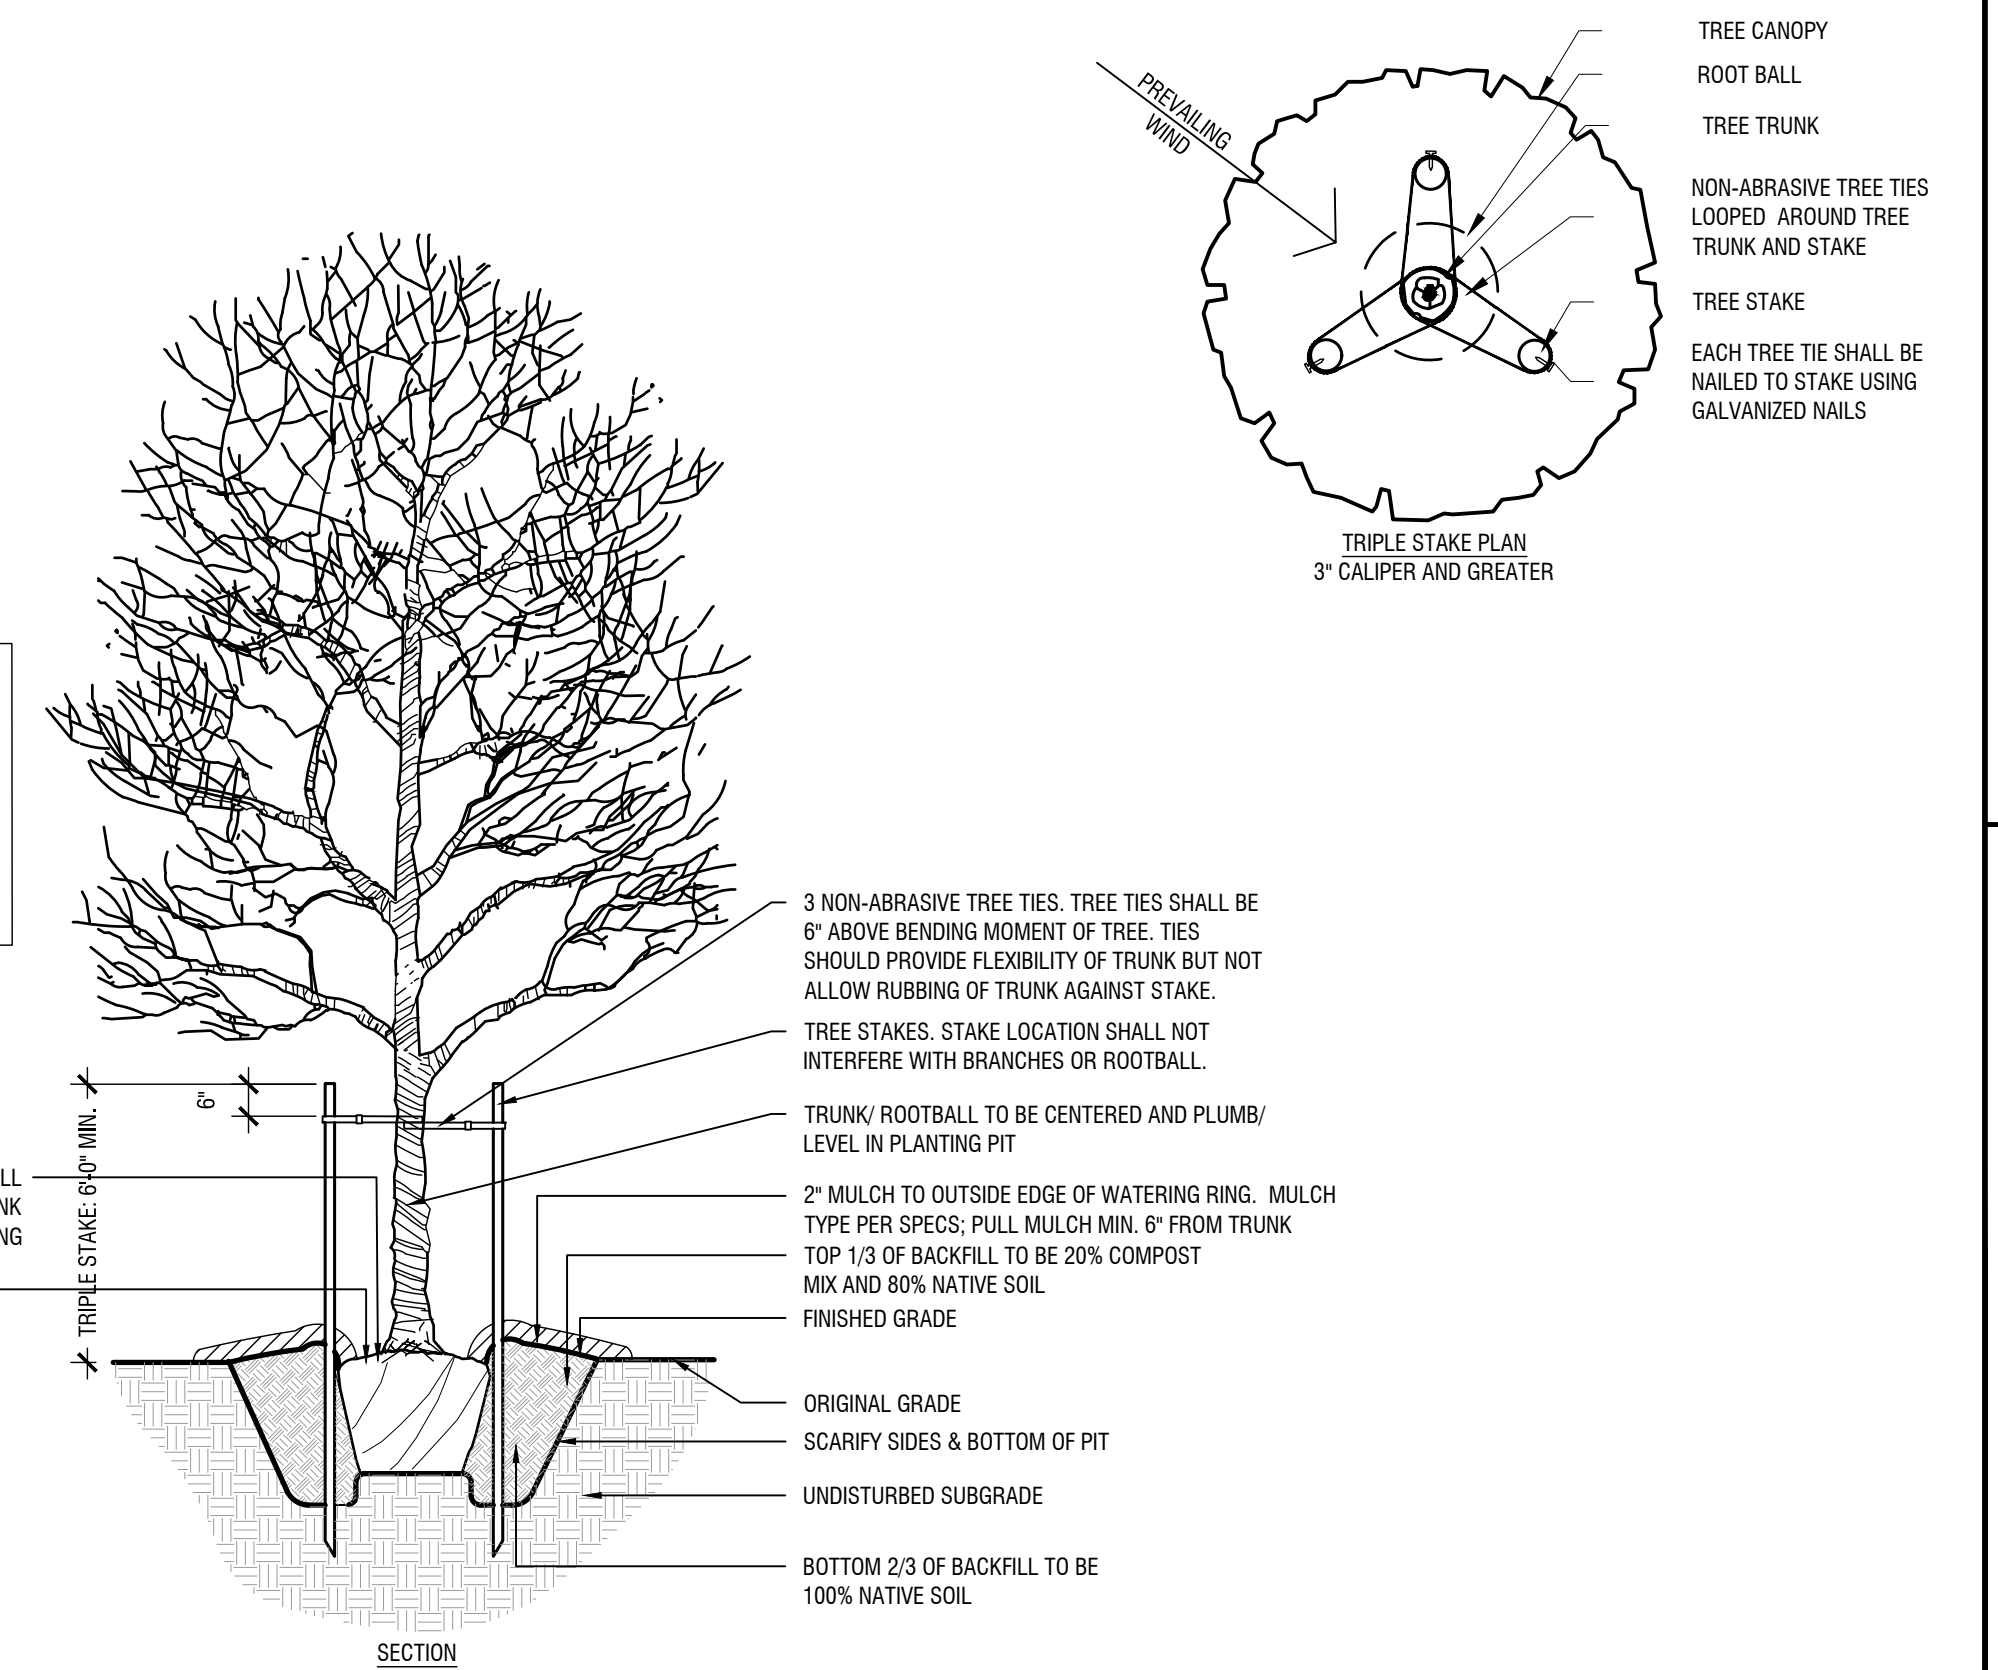 TREE CANOPY
ROOT BALL
TREE TRUNK
NON-ABRASIVE TREE TIES
LOOPED AROUND TREE
TRUNK AND STAKE
TREE STAKE
EACH TREE TIE SHALL BE
NAILED TO STAKE USING
GALVANIZED NAILS
PREVAILING
WIND
TRIPLE STAKE PLAN
3" CALIPER AND GREATER
3 NON-ABRASIVE TREE TIES. TREE TIES SHALL BE
6" ABOVE BENDING MOMENT OF TREE. TIES
SHOULD PROVIDE FLEXIBILITY OF TRUNK BUT NOT
ALLOW RUBBING OF TRUNK AGAINST STAKE.
TREE STAKES. STAKE LOCATION SHALL NOT
INTERFERE WITH BRANCHES OR ROOTBALL.
TRUNK/ ROOTBALL TO BE CENTERED AND PLUMB/
LEVEL IN PLANTING PIT
2" MULCH TO OUTSIDE EDGE OF WATERING RING. MULCH
TYPE PER SPECS; PULL MULCH MIN. 6" FROM TRUNK
TOP 1/3 OF BACKFILL TO BE 20% COMPOST
MIX AND 80% NATIVE SOIL
FINISHED GRADE
ORIGINAL GRADE
SCARIFY SIDES & BOTTOM OF PIT
UNDISTURBED SUBGRADE
BOTTOM 2/3 OF BACKFILL TO BE
100% NATIVE SOIL
6"
TRIPLE STAKE: 6'-0" MIN.
LL
NK
NG
SECTION